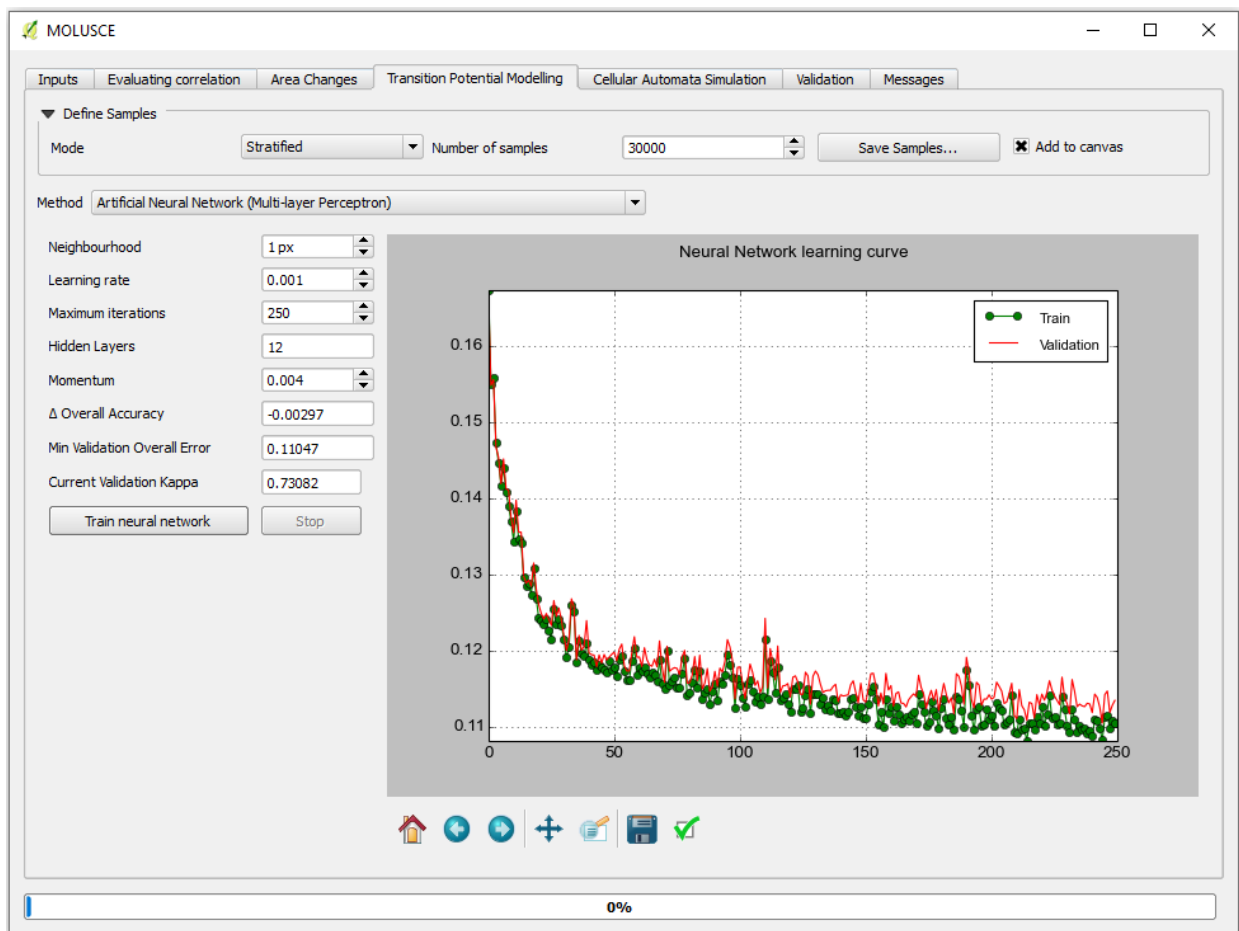 MOLUSCE
Inputs Evaluating correlation Area Changes Transition Potential Modelling Cellular Automata Simulation Validation Messages
Define Samples
Mode Stratified Number of samples 30000 Save Samples... Add to canvas
Method Artificial Neural Network (Multi-layer Perceptron)
Neighbourhood 1 px
Learning rate 0.001
Maximum iterations 250
Hidden Layers 12
Momentum 0.004
Δ Overall Accuracy -0.00297
Min Validation Overall Error 0.11047
Current Validation Kappa 0.73082
Train neural network Stop
Neural Network learning curve
Train
Validation
0.16
0.15
0.14
0.13
0.12
0.11
0 50 100 150 200 250
0%